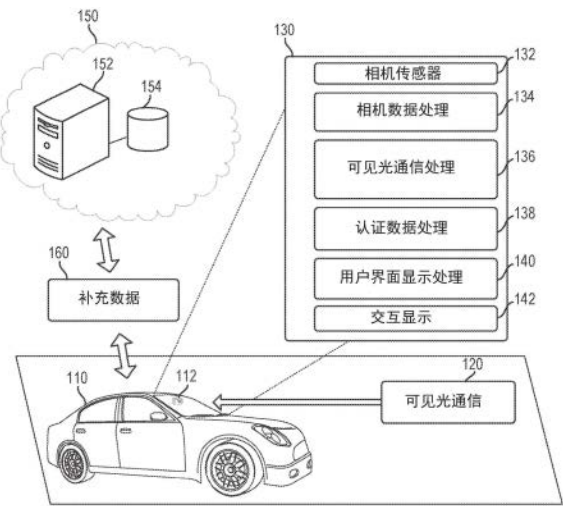 150
152
154
130
相机传感器
132
相机数据处理
134
可见光通信处理
136
认证数据处理
138
用户界面显示处理
140
交互显示
142
160
补充数据
110
112
120
可见光通信